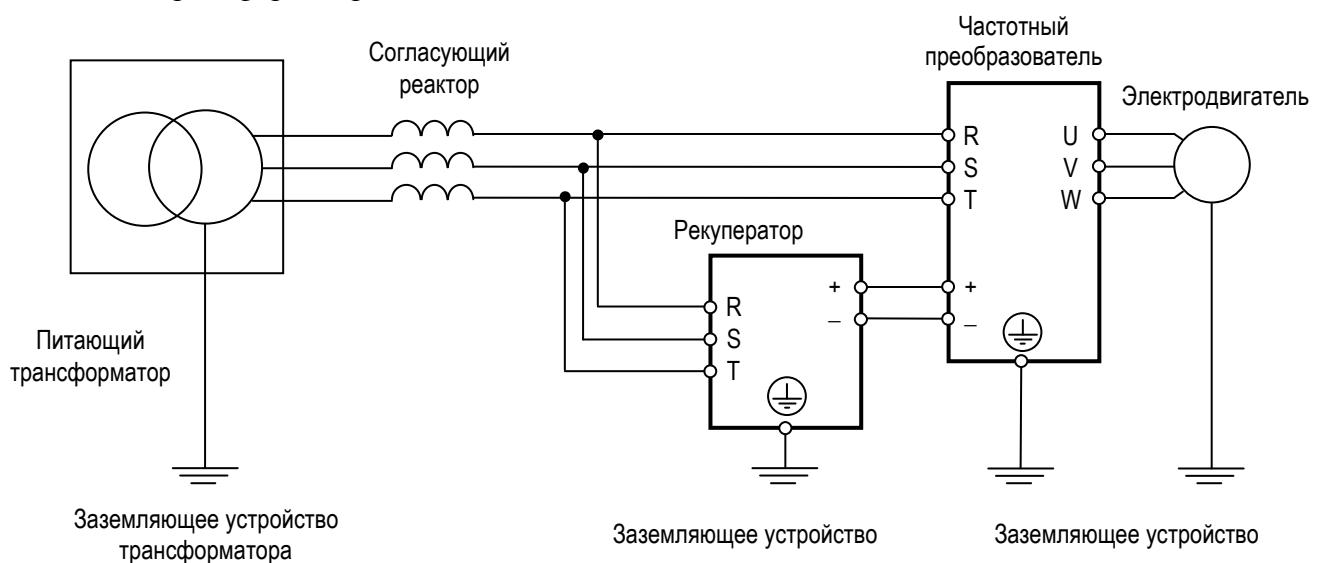 Частотный
преобразователь
Согласующий
реактор
Электродвигатель
R
S
T
U
V
W
Рекуператор
+
–
R
S
T
+
–
Питающий
трансформатор
Заземляющее устройство
трансформатора
Заземляющее устройство
Заземляющее устройство